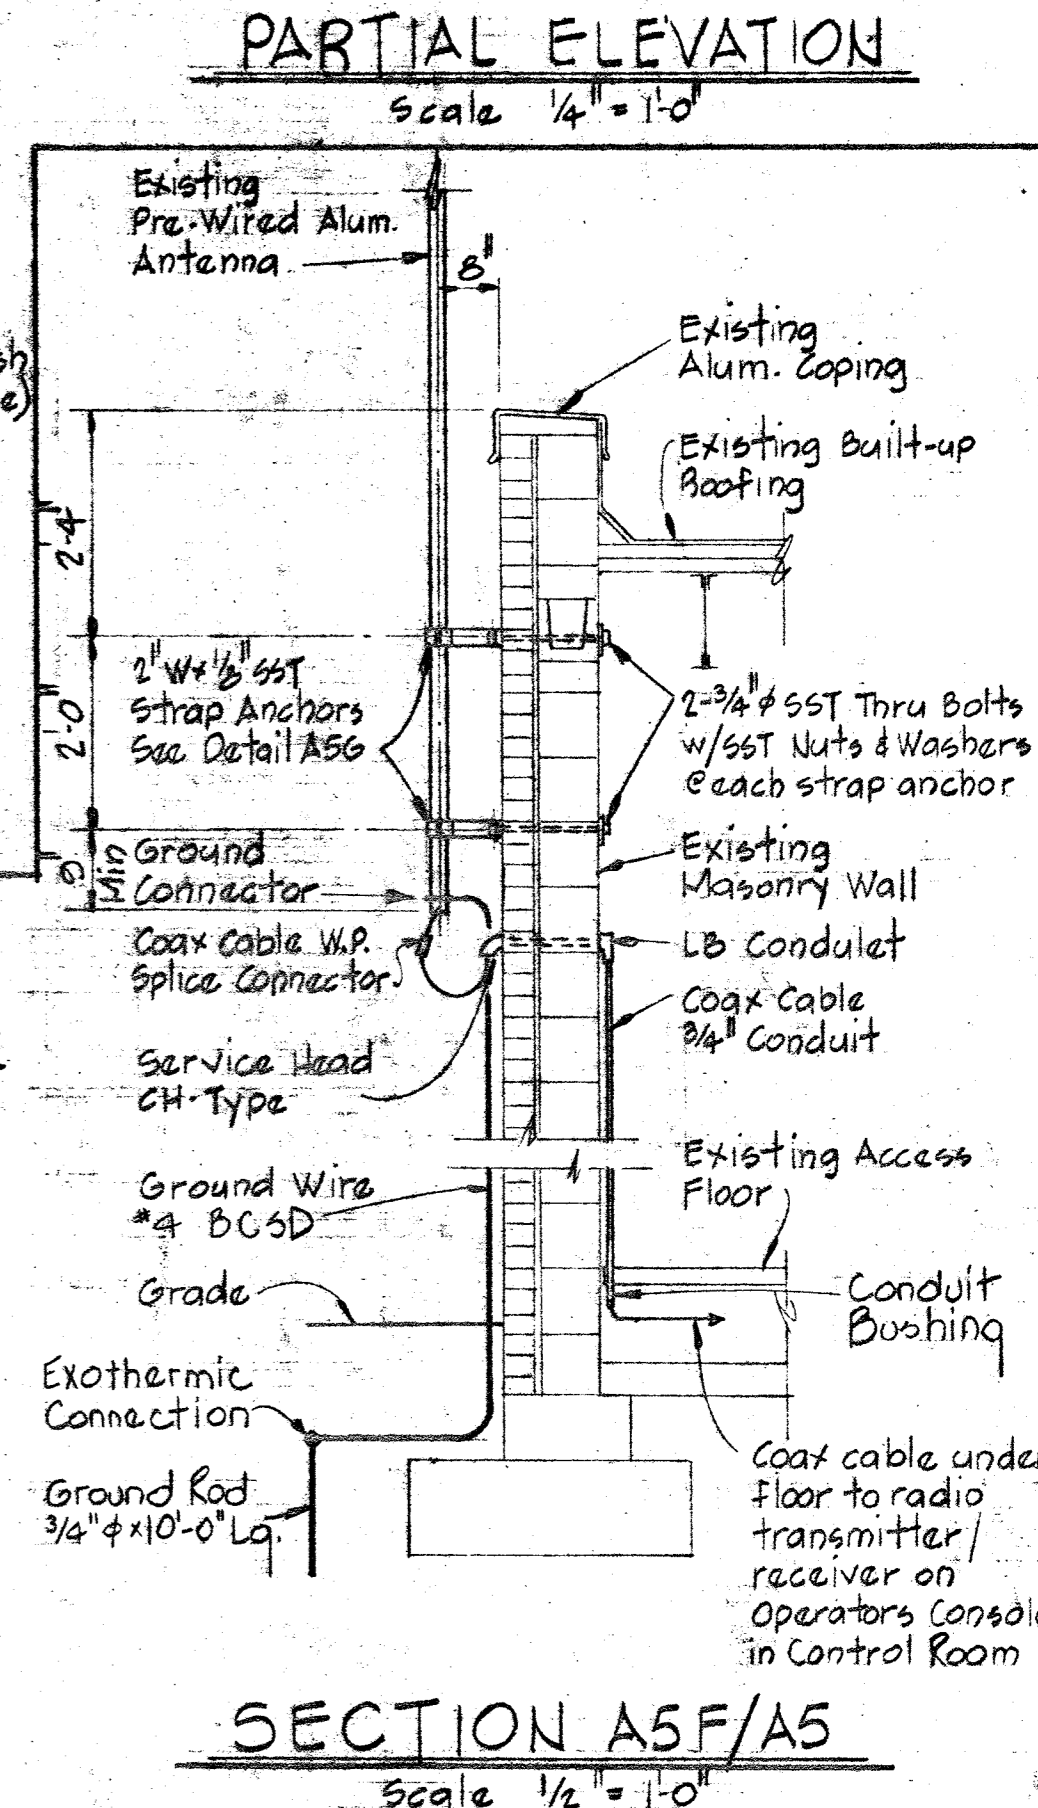 PARTIAL ELEVATION
Scale 1/4" = 1'-0"
Existing
Pre-Wired Alum.
Antenna
8"
Existing
Alum. Coping
Existing Built-up
Roofing
2'-4"
2'-0"
9"
Min
2" W x 1/8" SST
Strap Anchors
See Detail A5G
2-3/4" φ SST Thru Bolts
w/SST Nuts & Washers
@ each strap anchor
Ground
Connector
Existing
Masonry Wall
Coax Cable W.P.
Splice Connector
LB Condulet
Coax Cable
3/4" Conduit
Service Head
CH-Type
Existing Access
Floor
Ground Wire
#4 BCSD
Grade
Conduit
Bushing
Exothermic
Connection
Ground Rod
3/4" φ x 10'-0" Lg.
Coax cable under
floor to radio
transmitter/
receiver on
Operators Console
in Control Room
SECTION A5F/A5
Scale 1/2" = 1'-0"